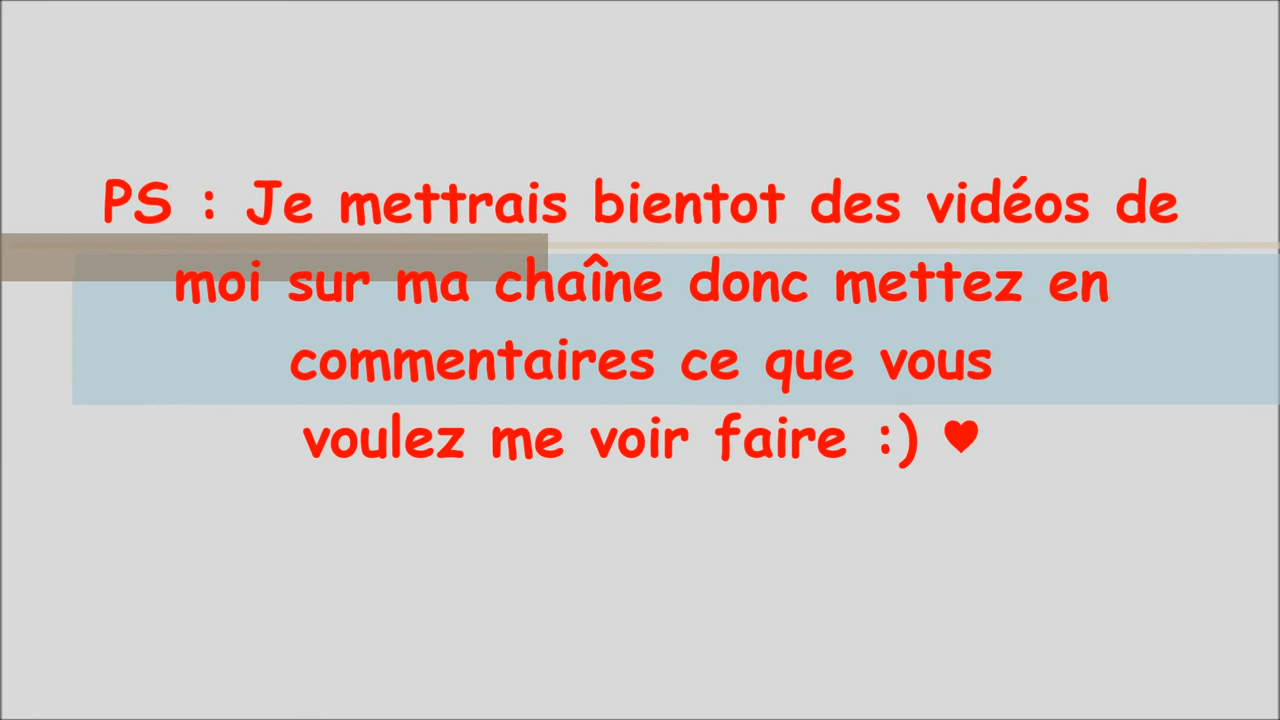 PS : Je mettrais bientot des vidéos de
moi sur ma chaîne donc mettez en
commentaires ce que vous
voulez me voir faire :) ♥